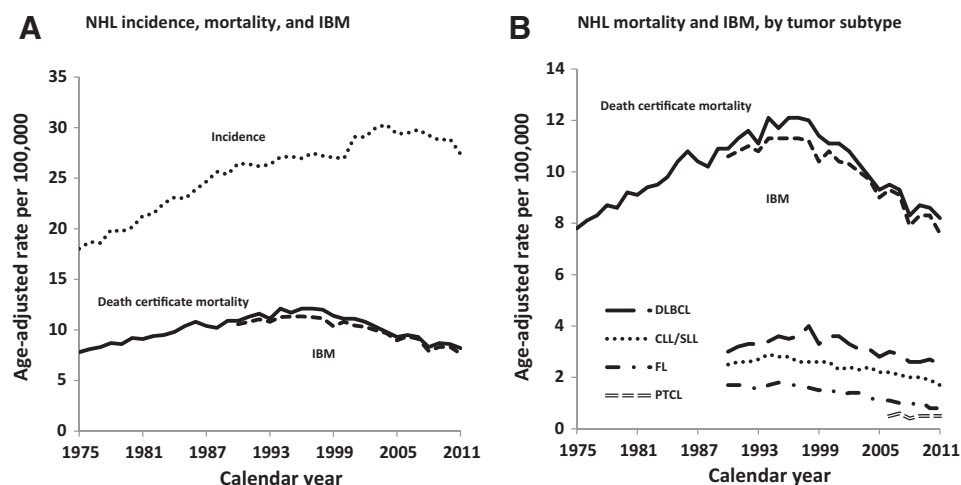 A NHL incidence, mortality, and IBM
35
30
25
20
15
10
5
0
Age-adjusted rate per 100,000
Incidence
Death certificate mortality
IBM
1975 1981 1987 1993 1999 2005 2011
Calendar year
B NHL mortality and IBM, by tumor subtype
14
12
10
8
6
4
2
0
Age-adjusted rate per 100,000
Death certificate mortality
IBM
DLBCL
CLL/SLL
FL
PTCL
1975 1981 1987 1993 1999 2005 2011
Calendar year